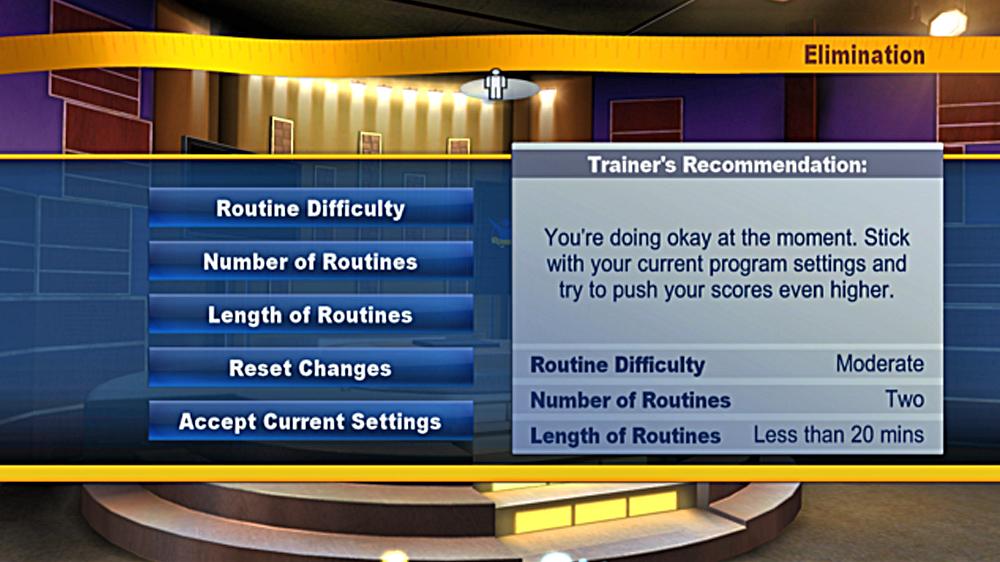 Elimination
Routine Difficulty
Number of Routines
Length of Routines
Reset Changes
Accept Current Settings
Trainer's Recommendation:
You're doing okay at the moment. Stick
with your current program settings and
try to push your scores even higher.
Routine Difficulty Moderate
Number of Routines Two
Length of Routines Less than 20 mins